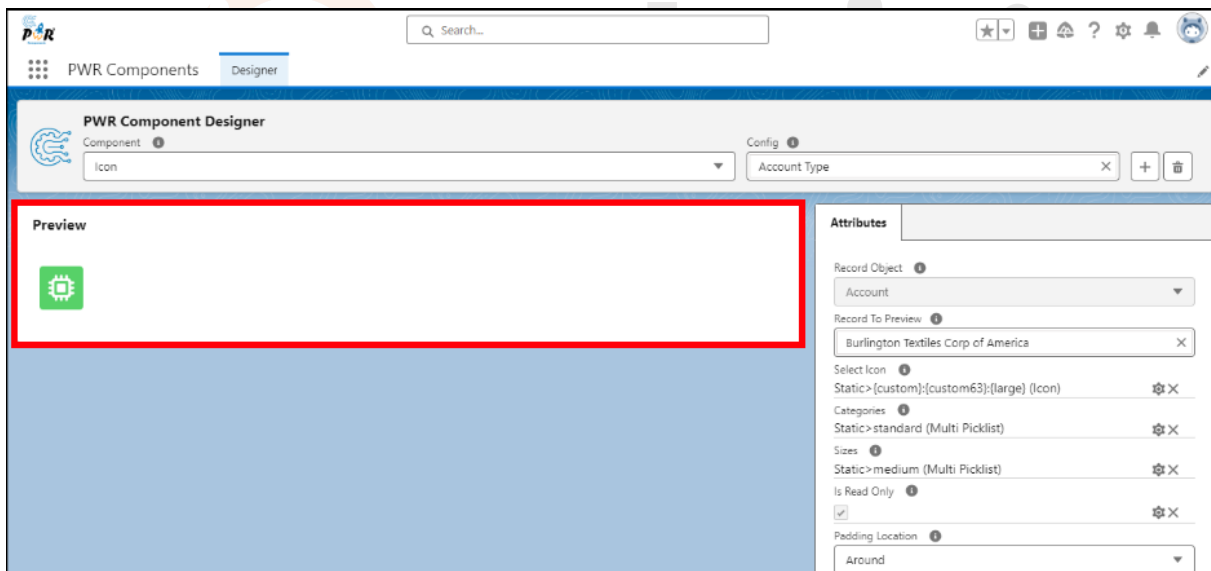 PWR
Search...
PWR Components
Designer
PWR Component Designer
Component
Config
Icon
Account Type
Preview
Attributes
Record Object
Account
Record To Preview
Burlington Textiles Corp of America
Select Icon
Static>{custom}:{custom63}:{large} (Icon)
Categories
Static>standard (Multi Picklist)
Sizes
Static>medium (Multi Picklist)
Is Read Only
Padding Location
Around